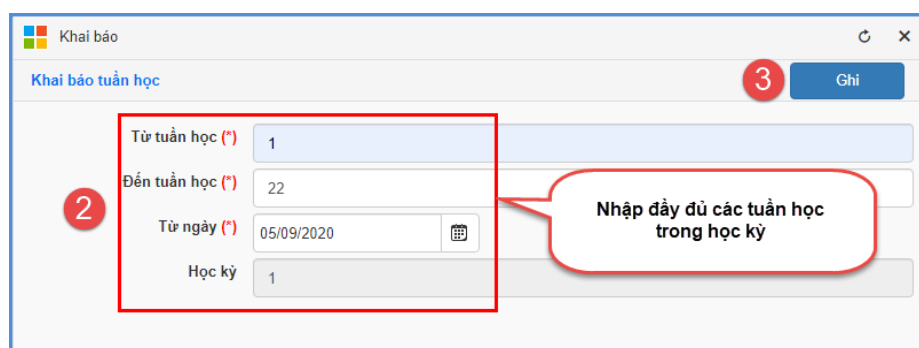 Khai báo
Khai báo tuần học
3
Ghi
Từ tuần học (*)
1
Đến tuần học (*)
22
2
Từ ngày (*)
05/09/2020
Học kỳ
1
Nhập đầy đủ các tuần học
trong học kỳ